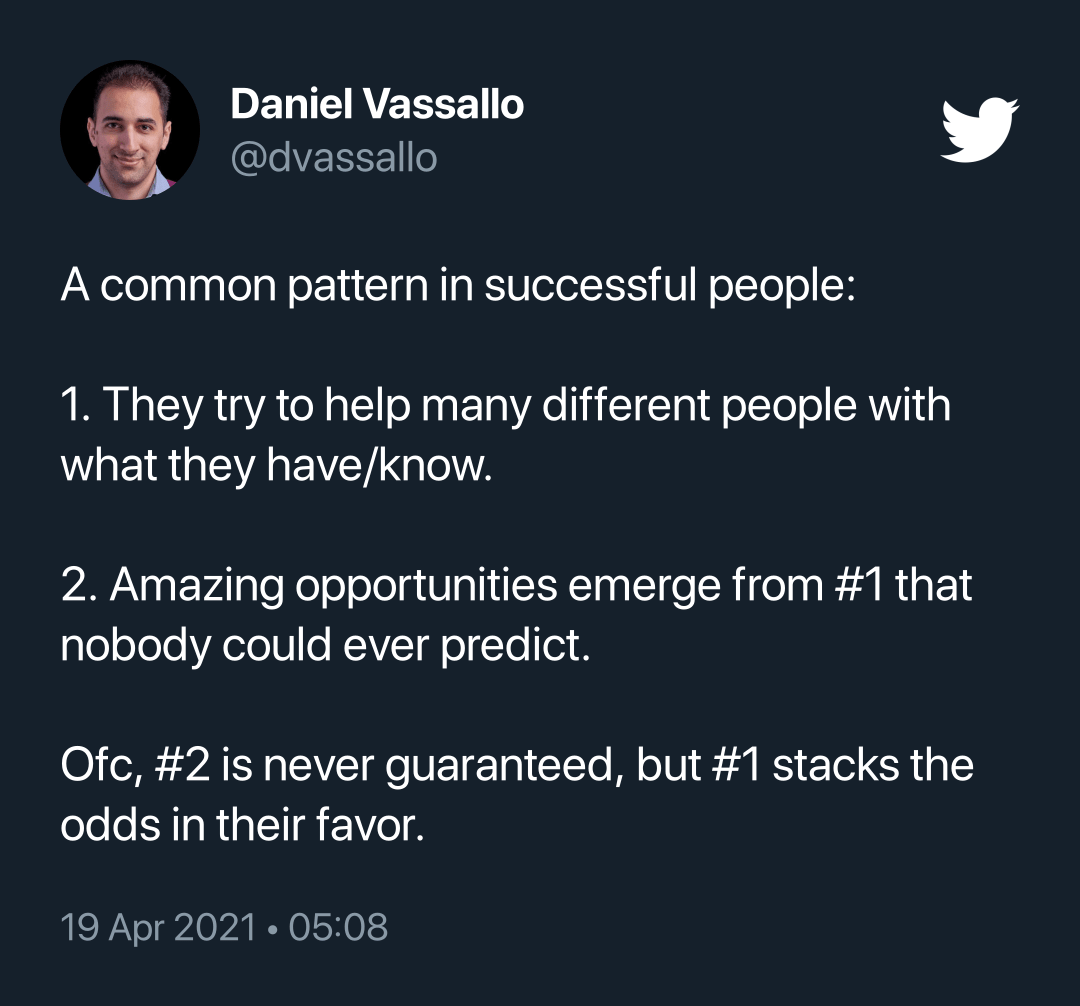 Daniel Vassallo
@dvassallo
A common pattern in successful people:
1. They try to help many different people with
what they have/know.
2. Amazing opportunities emerge from #1 that
nobody could ever predict.
Ofc, #2 is never guaranteed, but #1 stacks the
odds in their favor.
19 Apr 2021 • 05:08